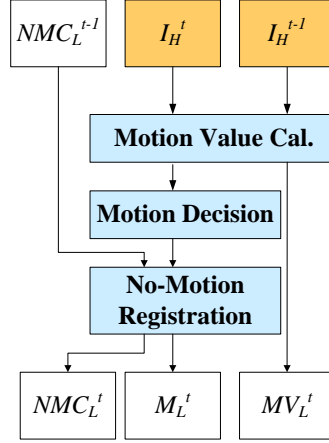 NMC_L^{t-1} I_H^t I_H^{t-1}
Motion Value Cal.
Motion Decision
No-Motion
Registration
NMC_L^t M_L^t MV_L^t